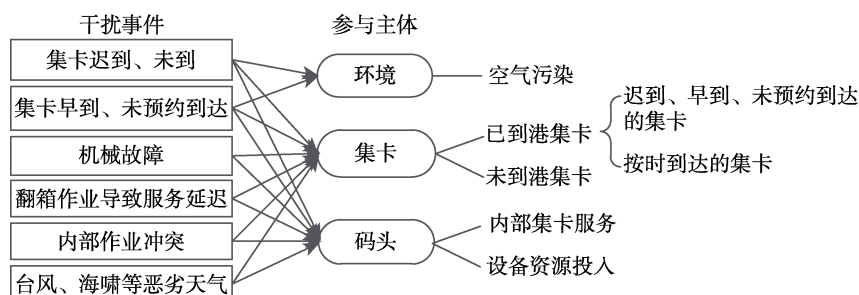 干扰事件
参与主体
集卡迟到、未到
集卡早到、未预约到达
机械故障
翻箱作业导致服务延迟
内部作业冲突
台风、海啸等恶劣天气
环境
集卡
码头
空气污染
已到港集卡
未到港集卡
内部集卡服务
设备资源投入
迟到、早到、未预约到达
的集卡
按时到达的集卡